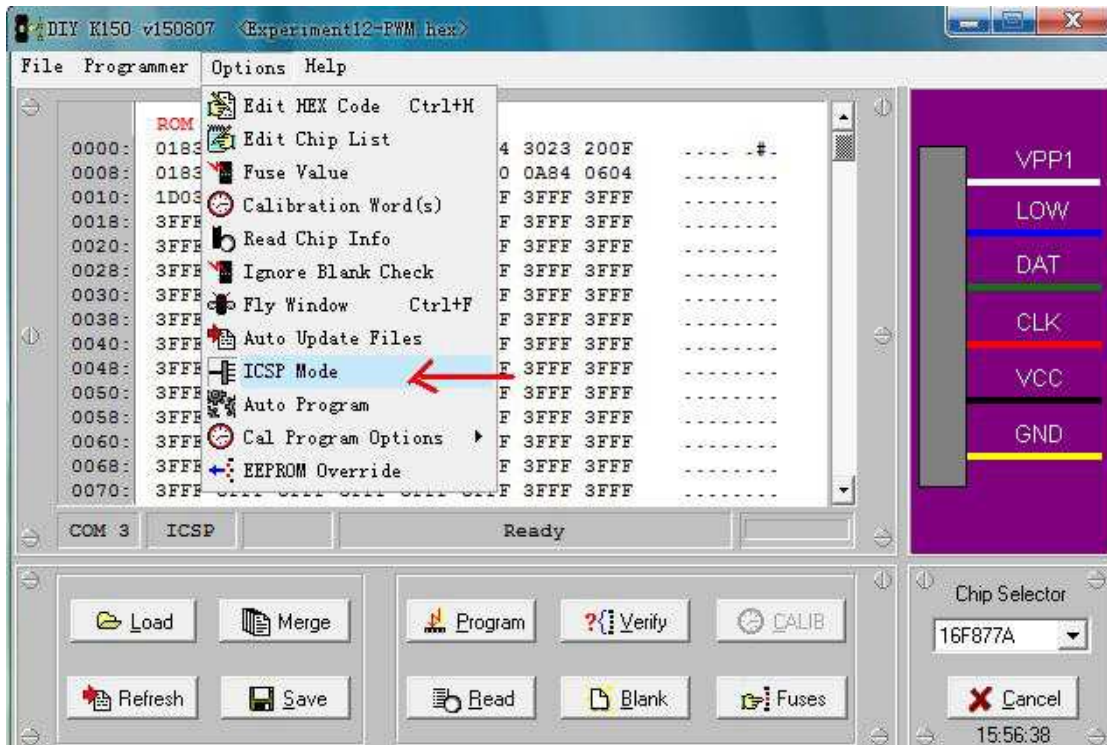 DIY K150 v150807 <Experiment12-PWM.hex>
File Programmer Options Help
Edit HEX Code Ctrl+H
Edit Chip List
Fuse Value
Calibration Word(s)
Read Chip Info
Ignore Blank Check
Fly Window Ctrl+F
Auto Update Files
ICSP Mode
Auto Program
Cal Program Options
EEPROM Override
ROM
0000: 0183 4 3023 200F .... .#.
0008: 0183 0 0A84 0604 ........
0010: 1D03 F 3FFF 3FFF ........
0018: 3FFF F 3FFF 3FFF ........
0020: 3FFF F 3FFF 3FFF ........
0028: 3FFF F 3FFF 3FFF ........
0030: 3FFF F 3FFF 3FFF ........
0038: 3FFF F 3FFF 3FFF ........
0040: 3FFF F 3FFF 3FFF ........
0048: 3FFF F 3FFF 3FFF ........
0050: 3FFF F 3FFF 3FFF ........
0058: 3FFF F 3FFF 3FFF ........
0060: 3FFF F 3FFF 3FFF ........
0068: 3FFF F 3FFF 3FFF ........
0070: 3FFF 3FFF 3FFF ........
VPP1
LOW
DAT
CLK
VCC
GND
COM 3 ICSP Ready
Load Merge Program Verify CALIB
Refresh Save Read Blank Fuses
Chip Selector
16F877A
Cancel
15:56:38